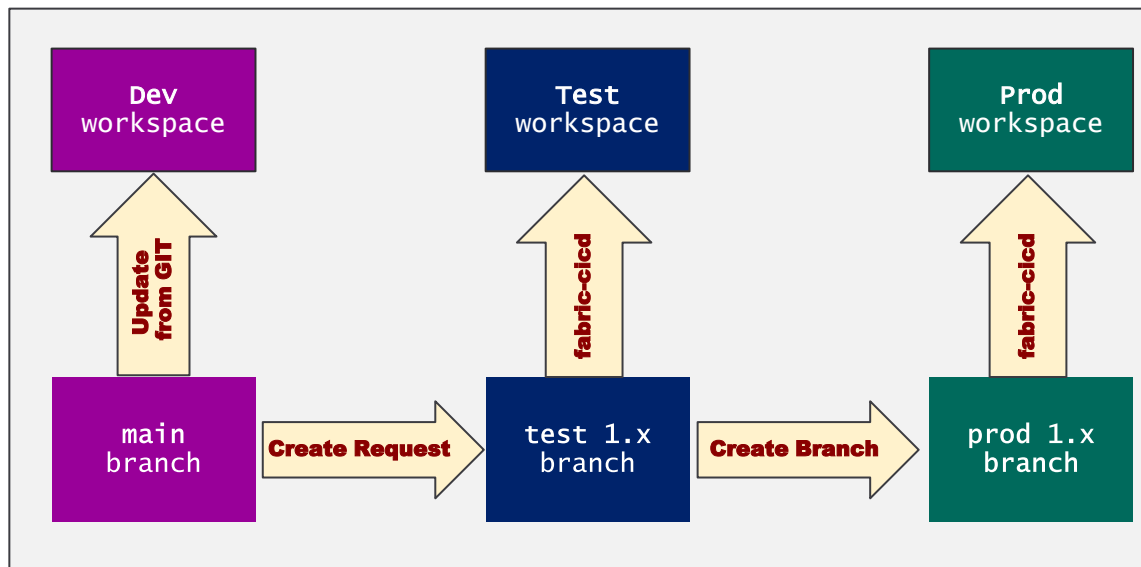 Dev
workspace
Test
workspace
Prod
workspace
Update
from GIT
fabric-cicd
fabric-cicd
main
branch
Create Request
test 1.x
branch
Create Branch
prod 1.x
branch